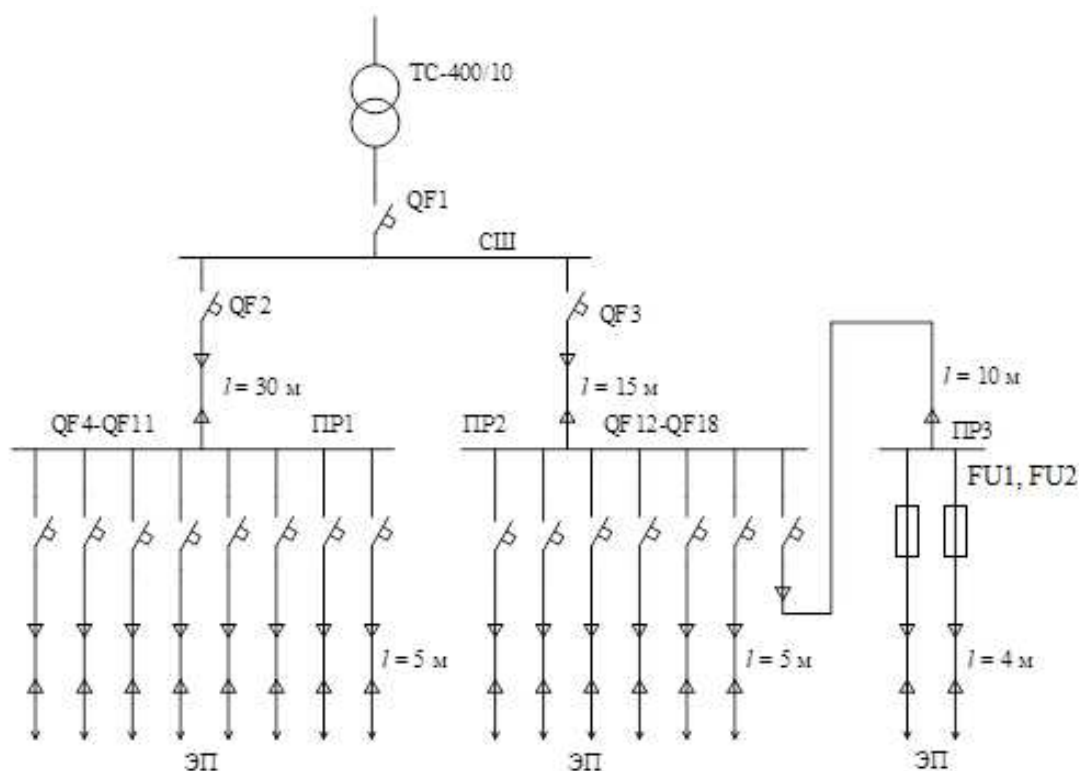 ТС-400/10
QF1
СШ
QF2
QF3
l = 30 м
l = 15 м
l = 10 м
QF4-QF11
ПР1
ПР2
QF12-QF18
ПР3
FU1, FU2
l = 5 м
l = 5 м
l = 4 м
ЭП
ЭП
ЭП